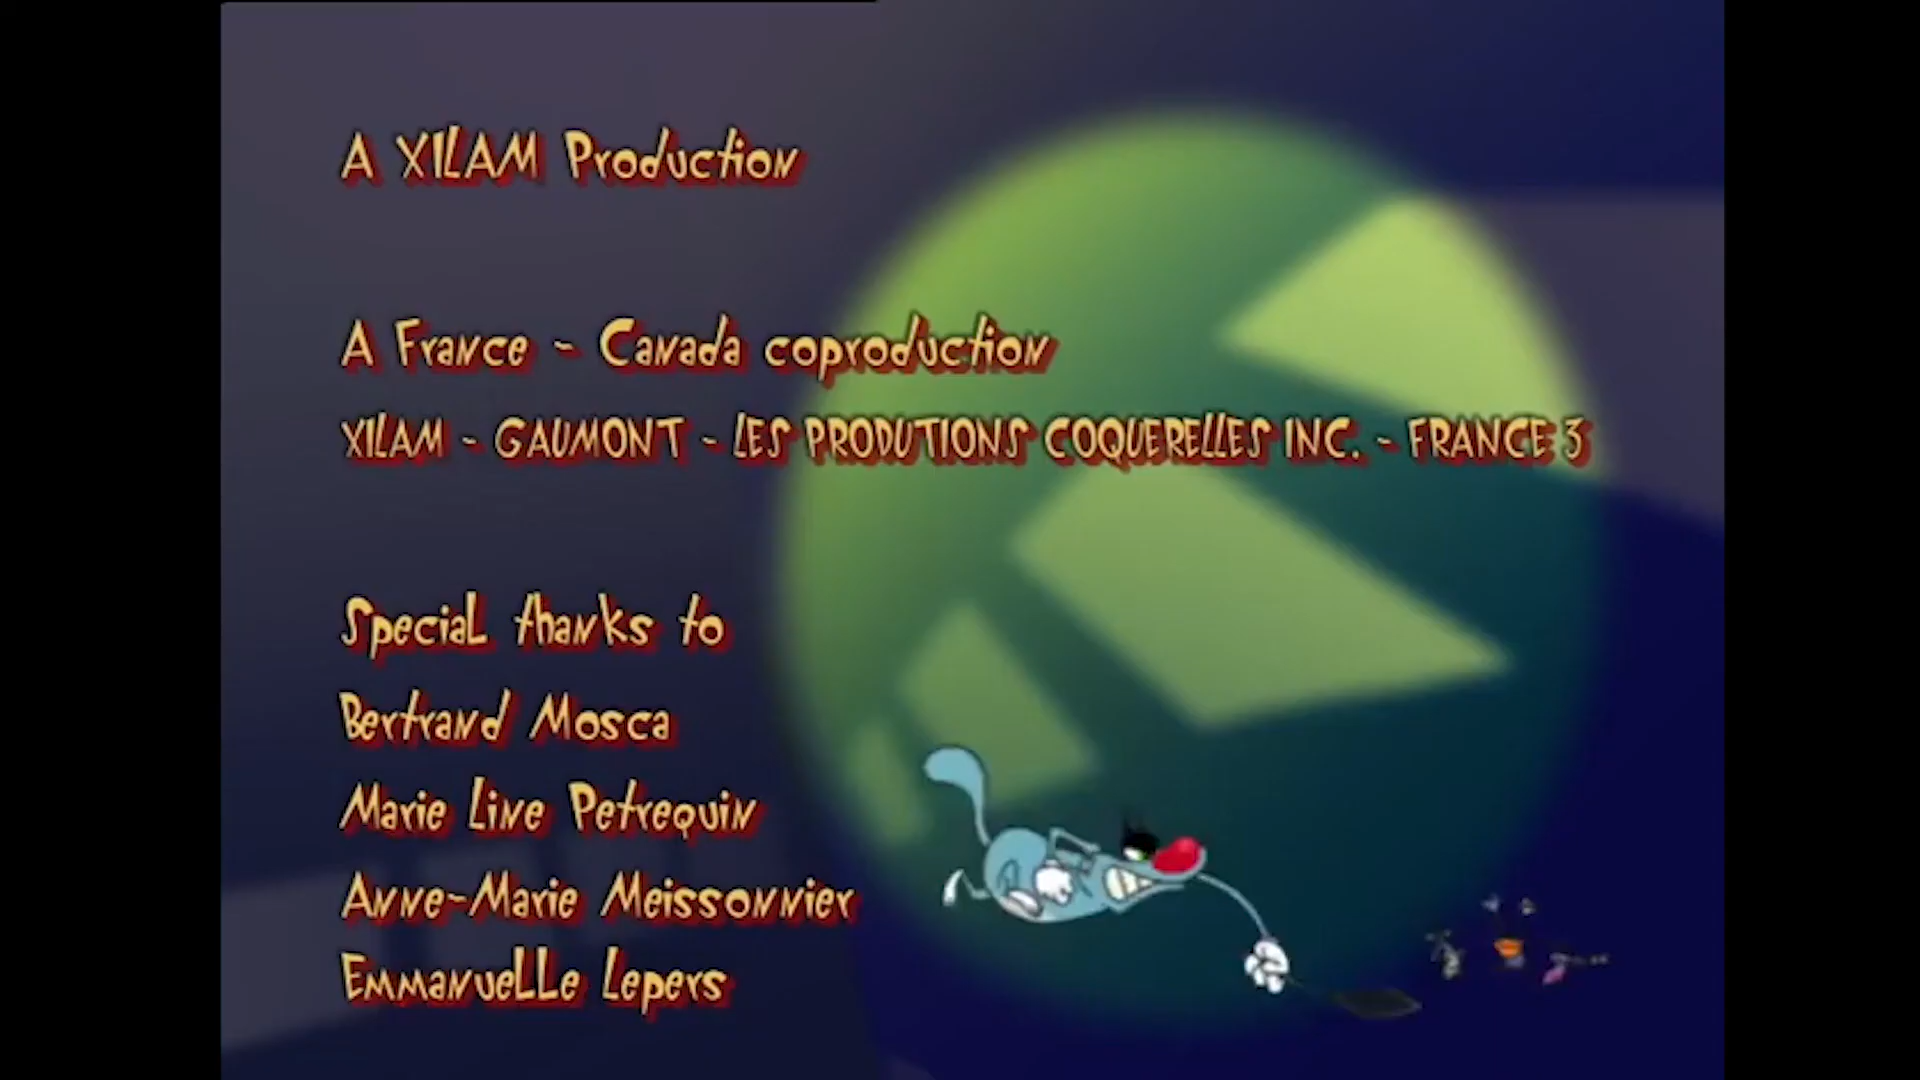 A XILAM Production
A France - Canada coproduction
XILAM - GAUMONT - LES PRODUTIONS COQUERELLES INC. - FRANCE 3
Special thanks to
Bertrand Mosca
Marie Line Petrequin
Anne-Marie Meissonnier
Emmanuelle Lepers